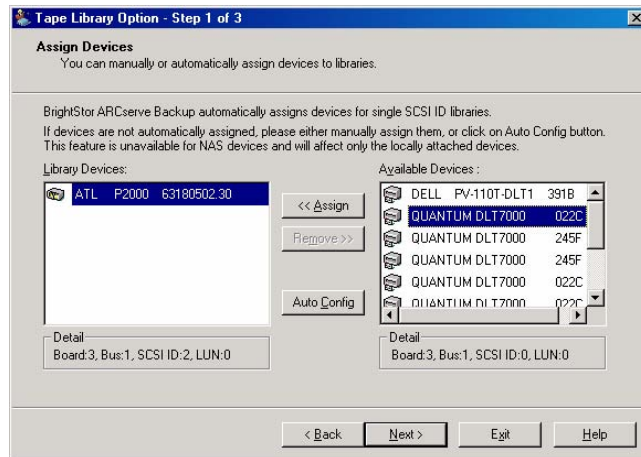 Tape Library Option - Step 1 of 3
Assign Devices
You can manually or automatically assign devices to libraries.
BrightStor ARCserve Backup automatically assigns devices for single SCSI ID libraries.
If devices are not automatically assigned, please either manually assign them, or click on Auto Config button.
This feature is unavailable for NAS devices and will affect only the locally attached devices.
Library Devices:
ATL P2000 63180502.30
<< Assign
Remove >>
Auto Config
Available Devices :
DELL PV-110T-DLT1 391B
QUANTUM DLT7000 022C
QUANTUM DLT7000 245F
QUANTUM DLT7000 245F
QUANTUM DLT7000 022C
QUANTUM DLT7000 022C
Detail
Board:3, Bus:1, SCSI ID:2, LUN:0
Detail
Board:3, Bus:1, SCSI ID:0, LUN:0
< Back
Next >
Exit
Help